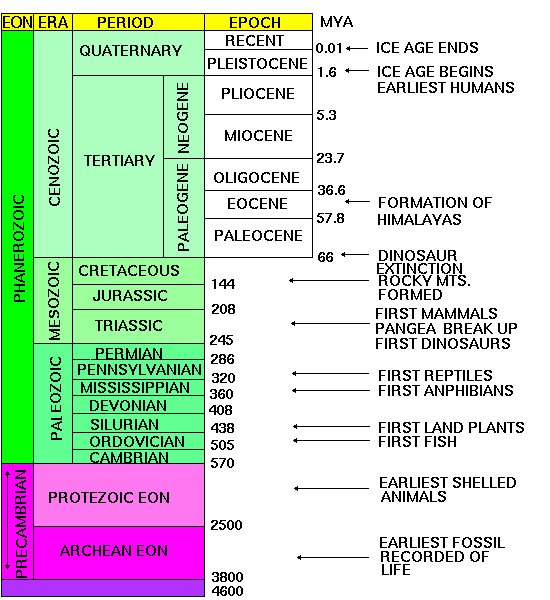 EON ERA PERIOD EPOCH MYA
PHANEROZOIC
CENOZOIC
QUATERNARY
RECENT
0.01
ICE AGE ENDS
PLEISTOCENE
1.6
ICE AGE BEGINS
EARLIEST HUMANS
TERTIARY
NEOGENE
PLIOCENE
5.3
MIOCENE
23.7
PALEOGENE
OLIGOCENE
36.6
EOCENE
FORMATION OF
HIMALAYAS
57.8
PALEOCENE
66
DINOSAUR
EXTINCTION
MESOZOIC
CRETACEOUS
ROCKY MTS.
FORMED
144
JURASSIC
208
TRIASSIC
FIRST MAMMALS
PANGEA BREAK UP
FIRST DINOSAURS
245
PALEOZOIC
PERMIAN
286
PENNSYLVANIAN
FIRST REPTILES
320
MISSISSIPPIAN
FIRST ANPHIBIANS
360
DEVONIAN
408
SILURIAN
FIRST LAND PLANTS
438
ORDOVICIAN
FIRST FISH
505
CAMBRIAN
570
PRECAMBRIAN
PROTEZOIC EON
EARLIEST SHELLED
ANIMALS
2500
ARCHEAN EON
EARLIEST FOSSIL
RECORDED OF
LIFE
3800
4600